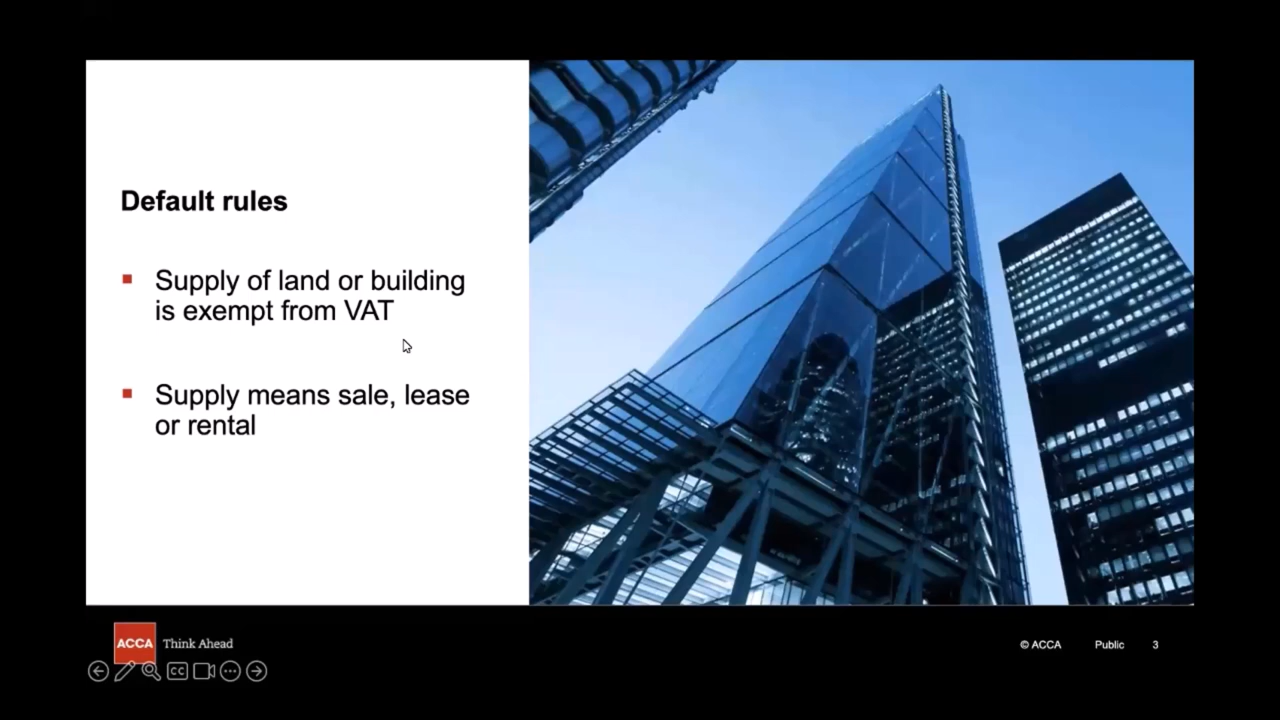 Default rules
Supply of land or building
is exempt from VAT
Supply means sale, lease
or rental
ACCA
Think Ahead
© ACCA
Public
3
CC